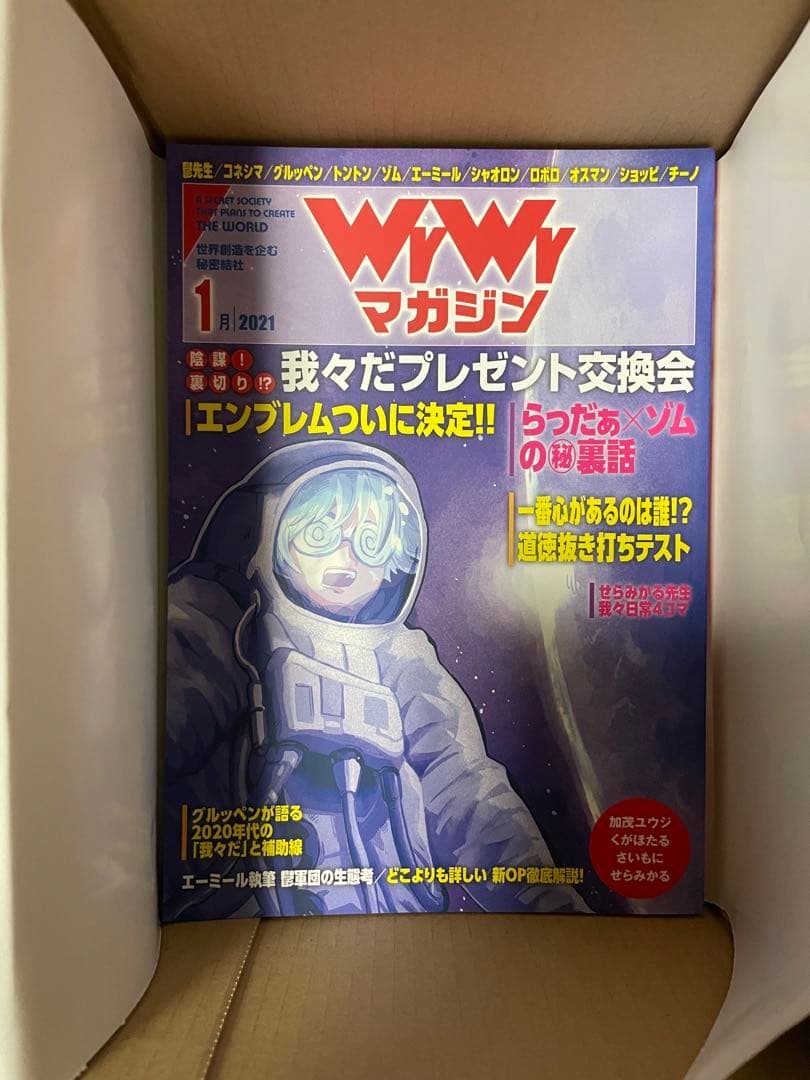 鬱先生/コネシマ/グルッペン/トントン/ゾム/エーミール/シャオロン/ロボロ/オスマン/ショッピ/チーノ
A SECRET SOCIETY
THAT PLANS TO CREATE
THE WORLD
世界創造を企む
秘密結社
WrWr
マガジン
1月|2021
陰謀!
裏切り!?
我々だプレゼント交換会
エンブレムついに決定!!
らっだぁ×ゾム
の㊙裏話
一番心があるのは誰!?
道徳抜き打ちテスト
せらみかる先生
我々日常4コマ
グルッペンが語る
2020年代の
「我々だ」と補助線
エーミール執筆 鬱軍団の生態考/どこよりも詳しい 新OP徹底解説!
加茂ユウジ
くがほたる
さいもに
せらみかる